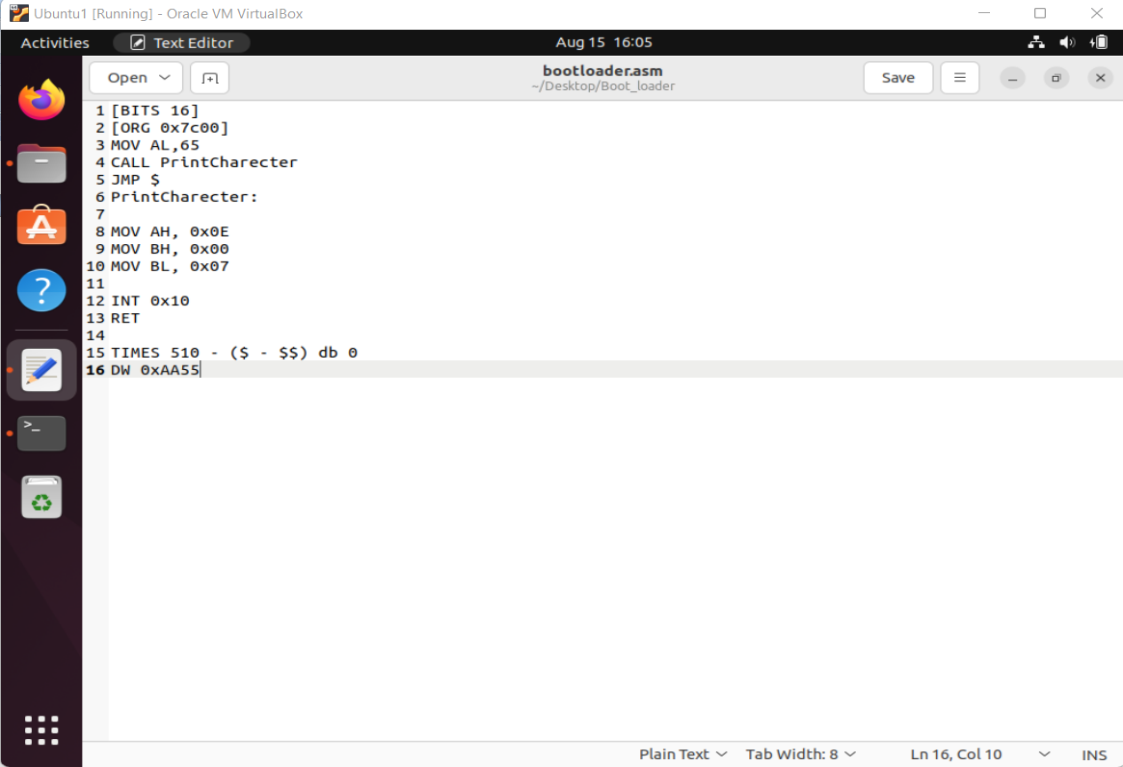 Ubuntu1 [Running] - Oracle VM VirtualBox
Activities Text Editor Aug 15 16:05
Open bootloader.asm Save
~/Desktop/Boot_loader
1 [BITS 16]
2 [ORG 0x7c00]
3 MOV AL,65
4 CALL PrintCharecter
5 JMP $
6 PrintCharecter:
7
8 MOV AH, 0x0E
9 MOV BH, 0x00
10 MOV BL, 0x07
11
12 INT 0x10
13 RET
14
15 TIMES 510 - ($ - $$) db 0
16 DW 0xAA55
Plain Text Tab Width: 8 Ln 16, Col 10 INS